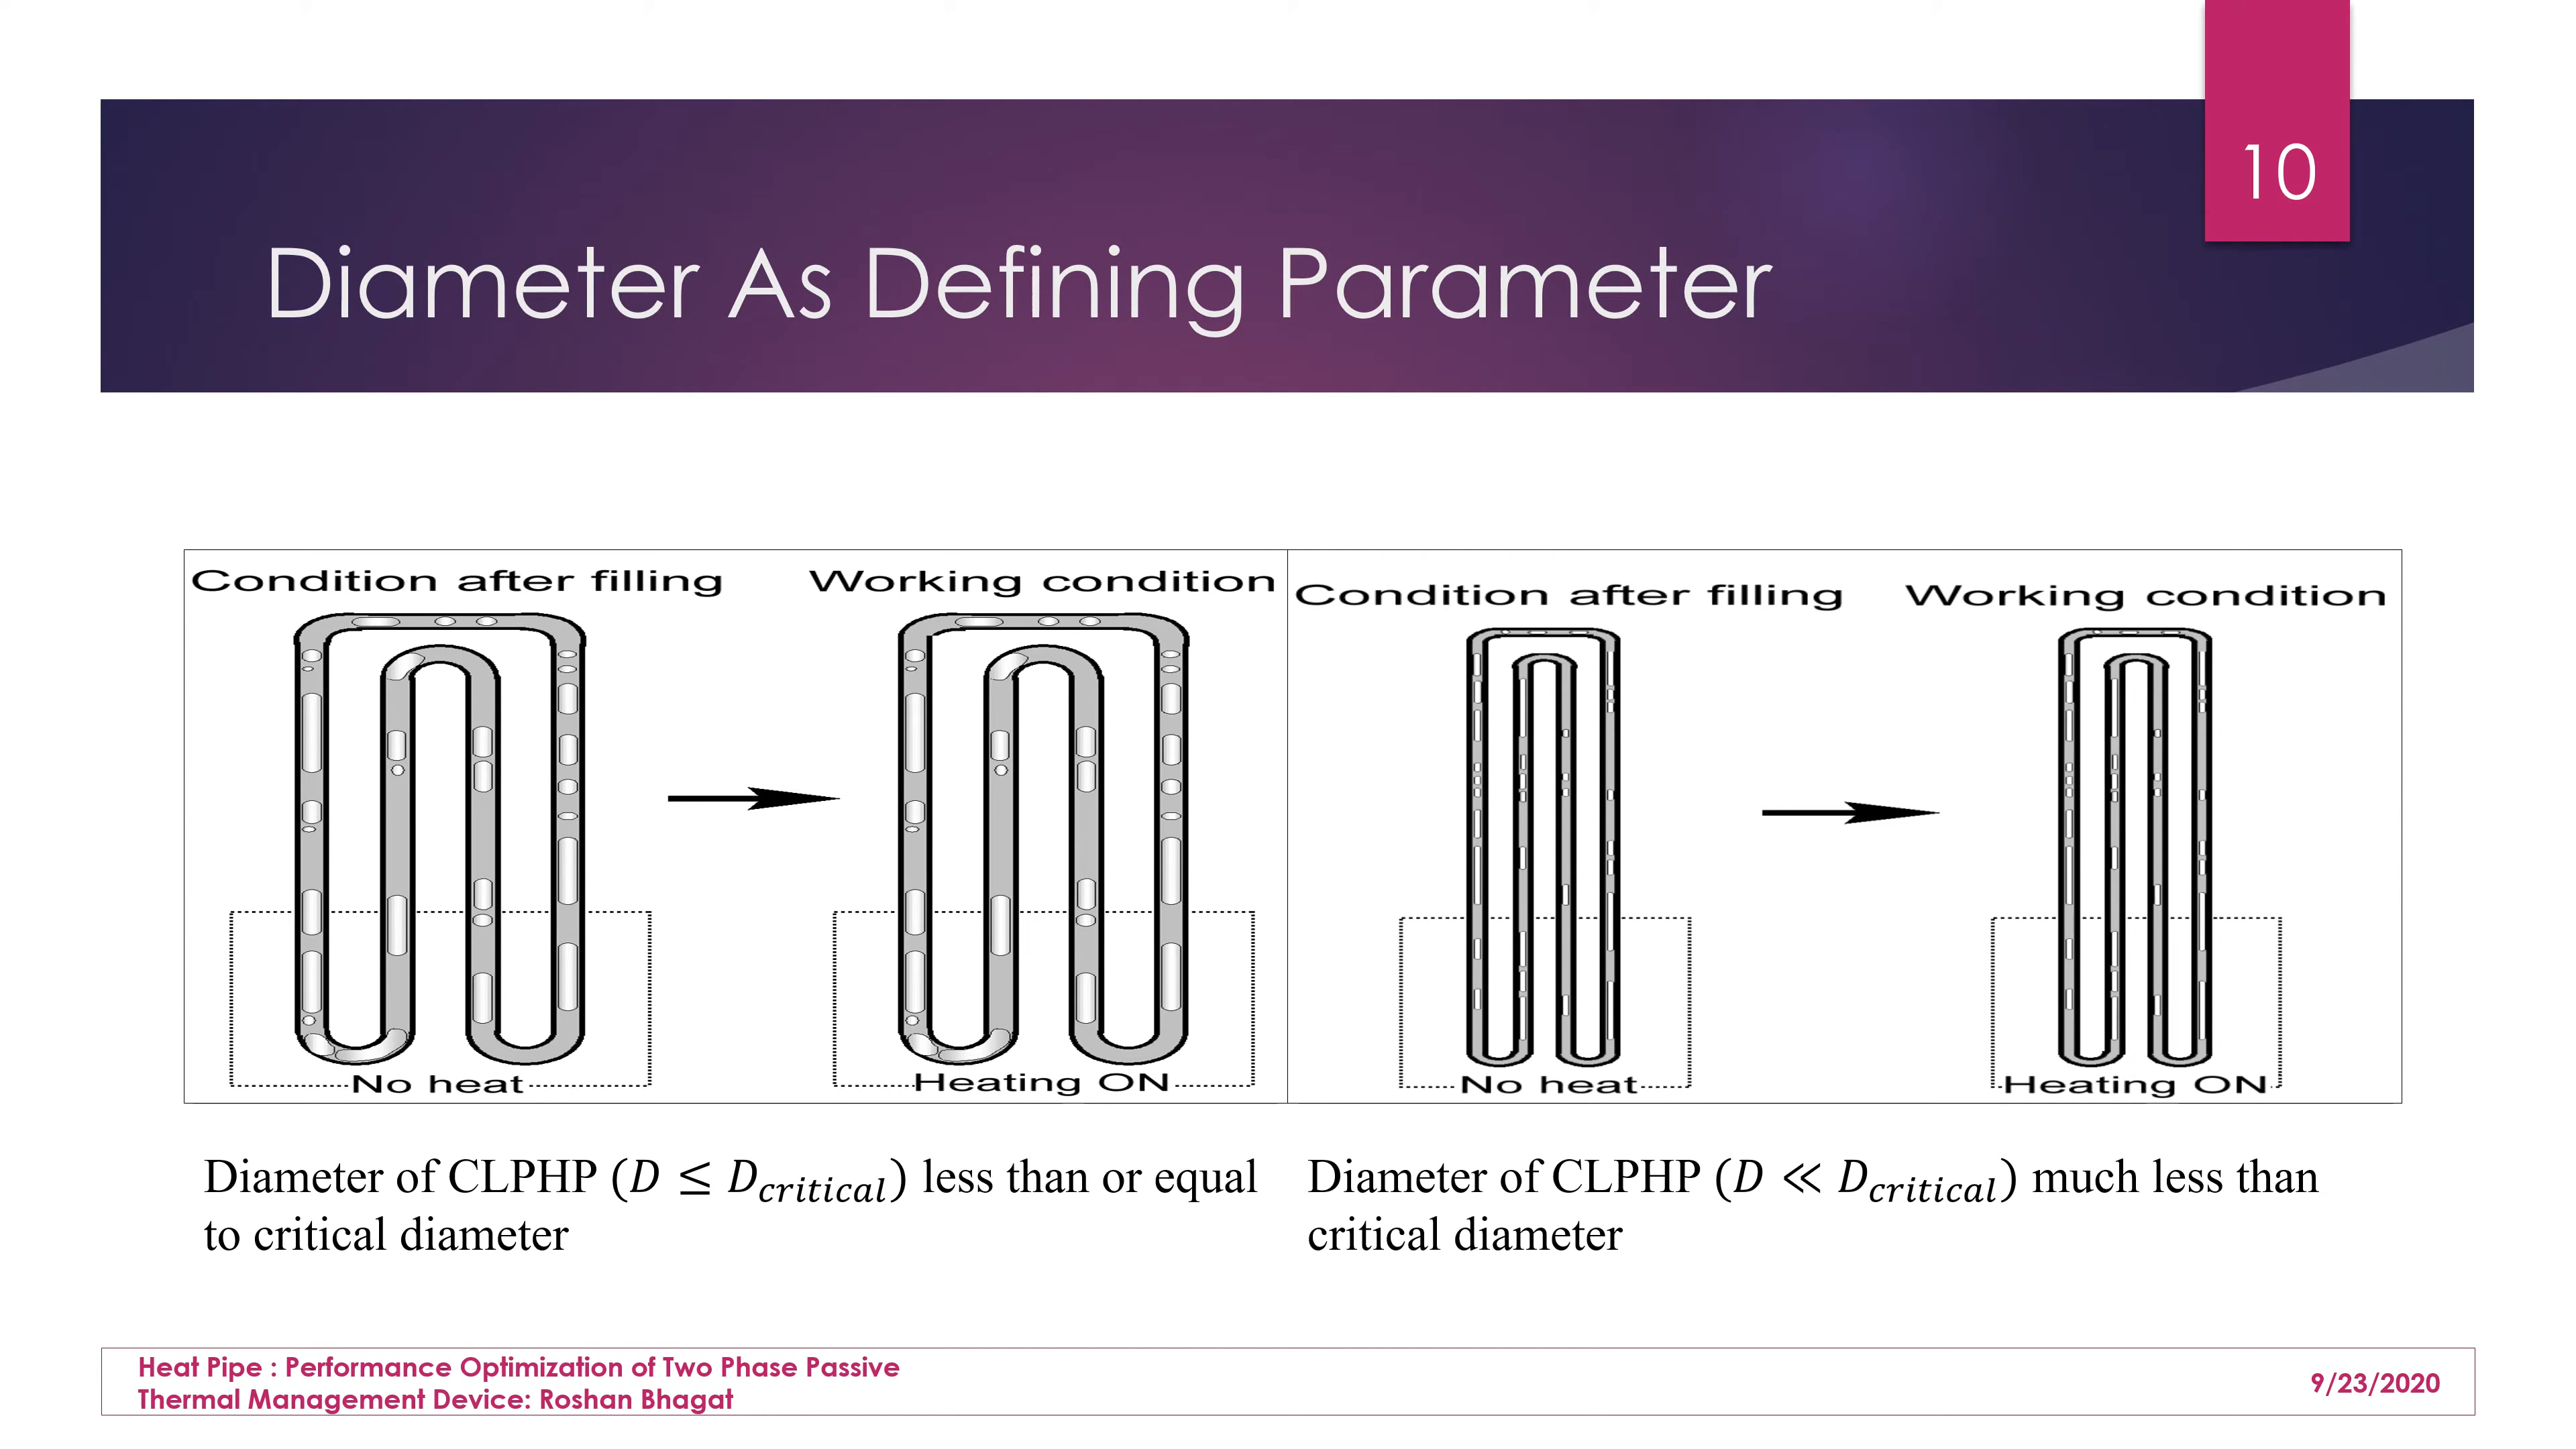 10
Diameter As Defining Parameter
Condition after filling
Working condition
No heat
Heating ON
Condition after filling
Working condition
No heat
Heating ON
Diameter of CLPHP (D ≤ D_critical) less than or equal
to critical diameter
Diameter of CLPHP (D ≪ D_critical) much less than
critical diameter
Heat Pipe : Performance Optimization of Two Phase Passive
Thermal Management Device: Roshan Bhagat
9/23/2020